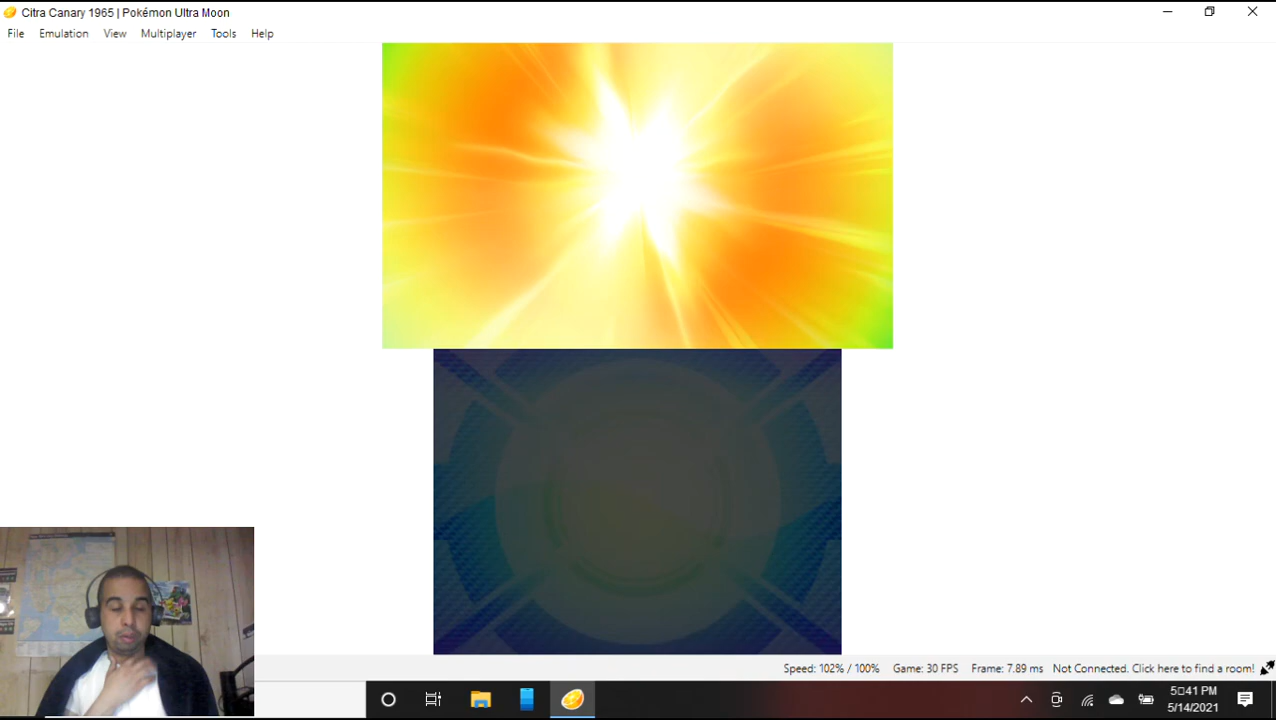 Citra Canary 1965 | Pokémon Ultra Moon
File Emulation View Multiplayer Tools Help
Speed: 102% / 100% Game: 30 FPS Frame: 7.89 ms Not Connected. Click here to find a room!
5□41 PM
5/14/2021